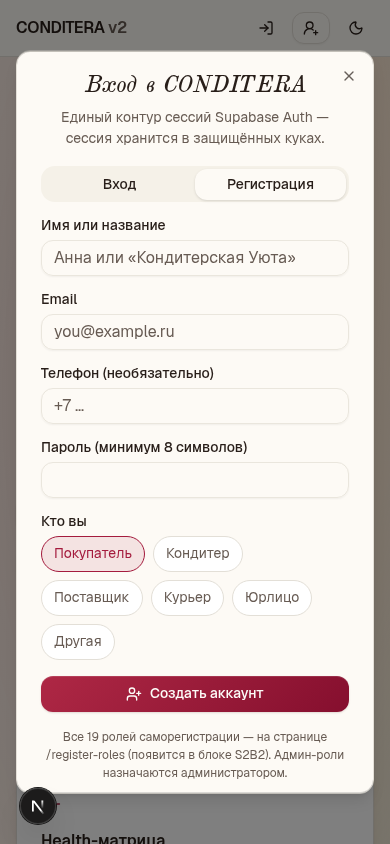 CONDITERA v2
Вход в CONDITERA
Единый контур сессий Supabase Auth —
сессия хранится в защищённых куках.
Вход
Регистрация
Имя или название
Анна или «Кондитерская Уюта»
Email
you@example.ru
Телефон (необязательно)
+7 ...
Пароль (минимум 8 символов)
Кто вы
Покупатель
Кондитер
Поставщик
Курьер
Юрлицо
Другая
Создать аккаунт
Все 19 ролей саморегистрации — на странице
/register-roles (появится в блоке S2B2). Админ-роли
назначаются администратором.
N
Health-матрица